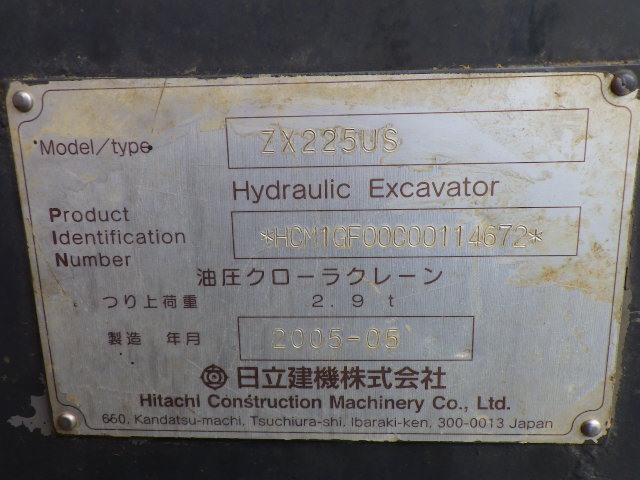 Model/type ZX225US
Hydraulic Excavator
Product
Identification
Number
*HCM1GF00C00114672*
油圧クローラクレーン
つり上荷重 2.9t
製造 年月 2005-05
日立建機株式会社
Hitachi Construction Machinery Co., Ltd.
650, Kandatsu-machi, Tsuchiura-shi, Ibaraki-ken, 300-0013 Japan